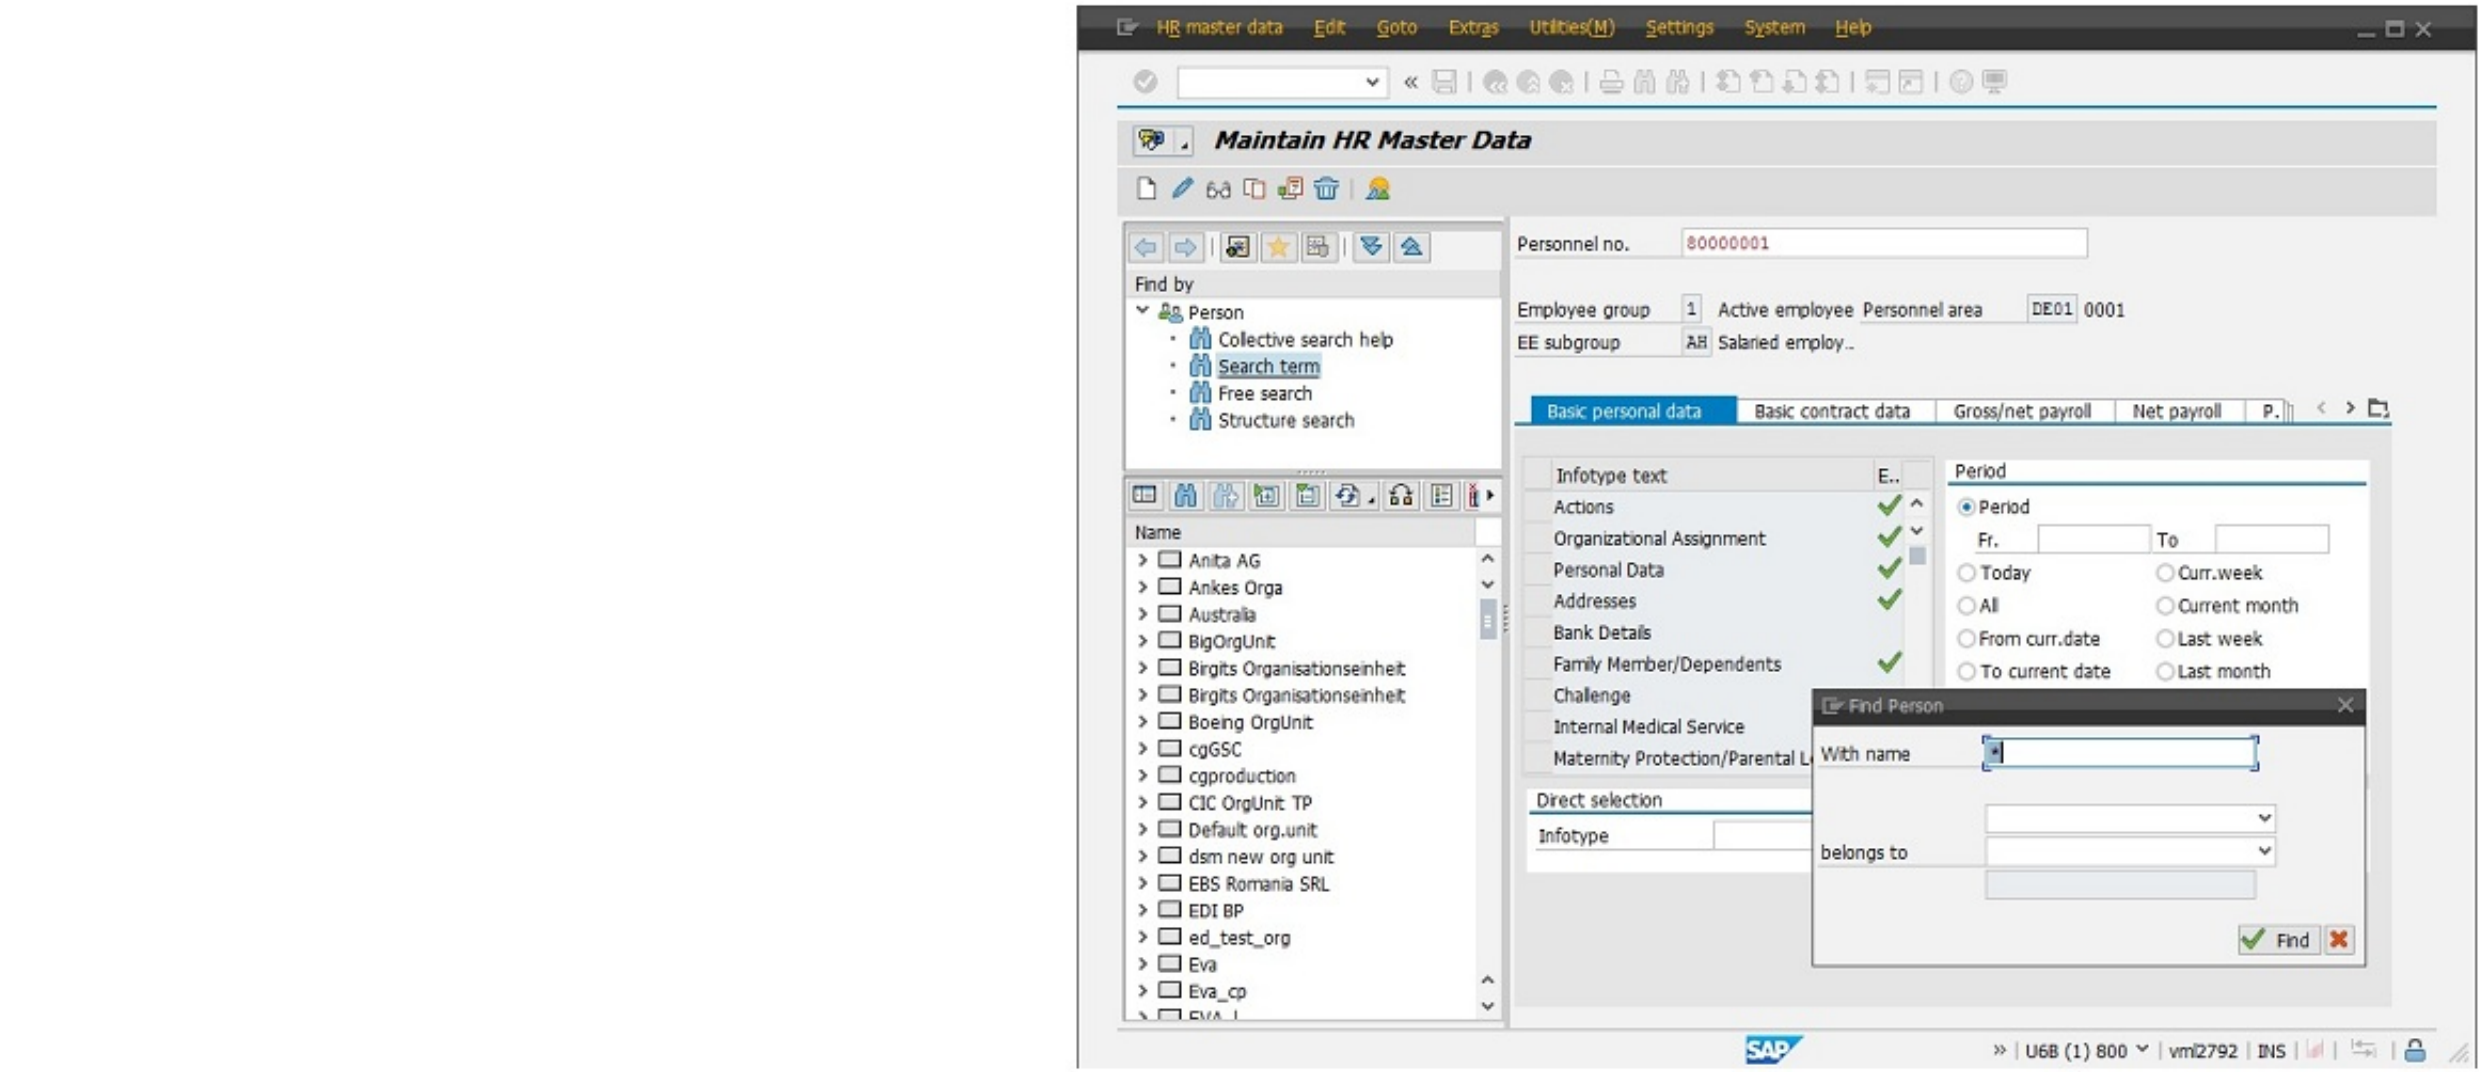 HR master data Edit Goto Extras Utilities(M) Settings System Help
Maintain HR Master Data
Find by
Person
Collective search help
Search term
Free search
Structure search
Name
Anita AG
Ankes Orga
Australia
BigOrgUnit
Birgits Organisationseinheit
Birgits Organisationseinheit
Boeing OrgUnit
cgGSC
cgproduction
CIC OrgUnit TP
Default org.unit
dsm new org unit
EBS Romania SRL
EDI BP
ed_test_org
Eva
Eva_cp
Personnel no. 80000001
Employee group 1 Active employee Personnel area DE01 0001
EE subgroup AH Salaried employ..
Basic personal data Basic contract data Gross/net payroll Net payroll P.
Infotype text E..
Actions
Organizational Assignment
Personal Data
Addresses
Bank Details
Family Member/Dependents
Challenge
Internal Medical Service
Maternity Protection/Parental L
Period
Period
Fr. To
Today Curr.week
All Current month
From curr.date Last week
To current date Last month
Direct selection
Infotype
Find Person
With name *
belongs to
Find
SAP
U6B (1) 800 vml2792 INS